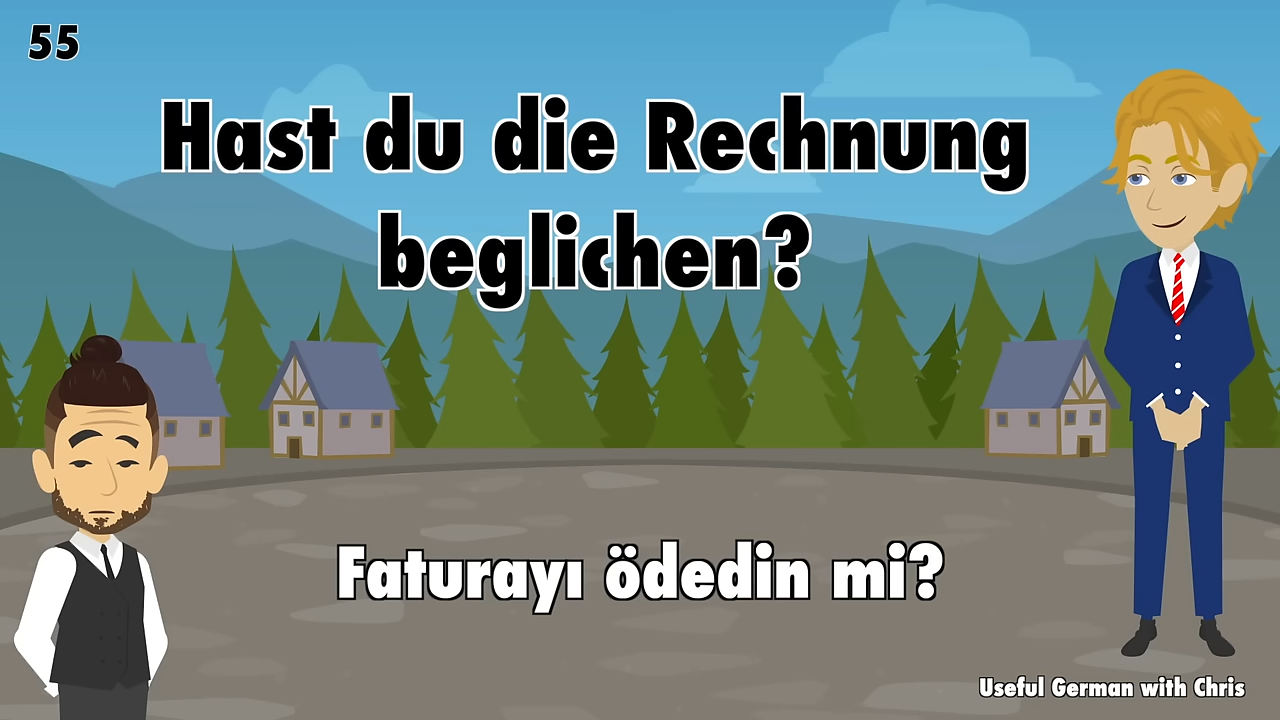 55
Hast du die Rechnung
beglichen?
Faturayı ödedin mi?
Useful German with Chris